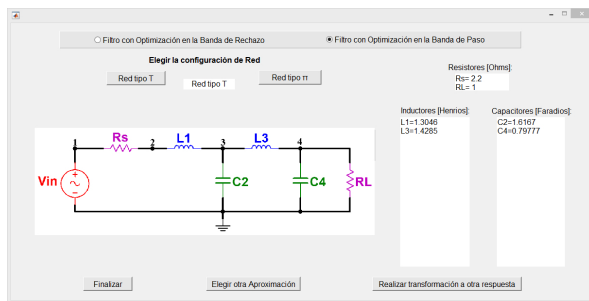 Filtro con Optimización en la Banda de Rechazo
Filtro con Optimización en la Banda de Paso
Elegir la configuración de Red
Red tipo T
Red tipo T
Red tipo π
Resistores [Ohms]:
Rs= 2.2
RL= 1
Inductores [Henrios]:
L1=1.3046
L3=1.4285
Capacitores [Faradios]:
C2=1.6167
C4=0.79777
1
Rs
2
L1
3
L3
4
Vin
C2
C4
RL
Finalizar
Elegir otra Aproximación
Realizar transformación a otra respuesta